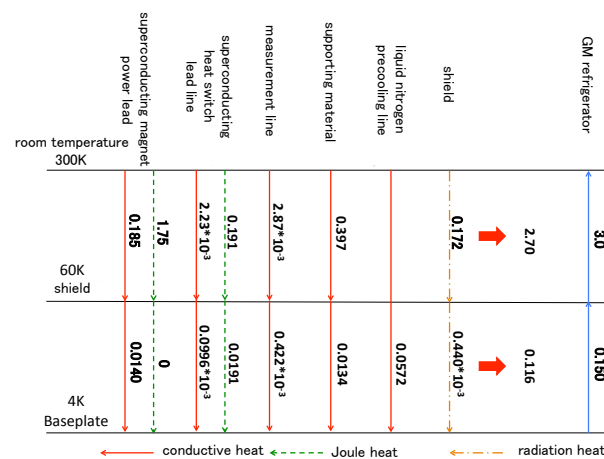 superconducting magnet
power lead
superconducting
heat switch
lead line
measurement line
supporting material
liquid nitrogen
precooling line
shield
GM refrigerator
room temperature
300K
0.185
1.75
2.23*10-3
0.191
2.87*10-3
0.397
0.172
2.70
3.0
60K
shield
0.0140
0
0.0996*10-3
0.0191
0.422*10-3
0.0134
0.0572
0.440*10-3
0.116
0.150
4K
Baseplate
conductive heat
Joule heat
radiation heat